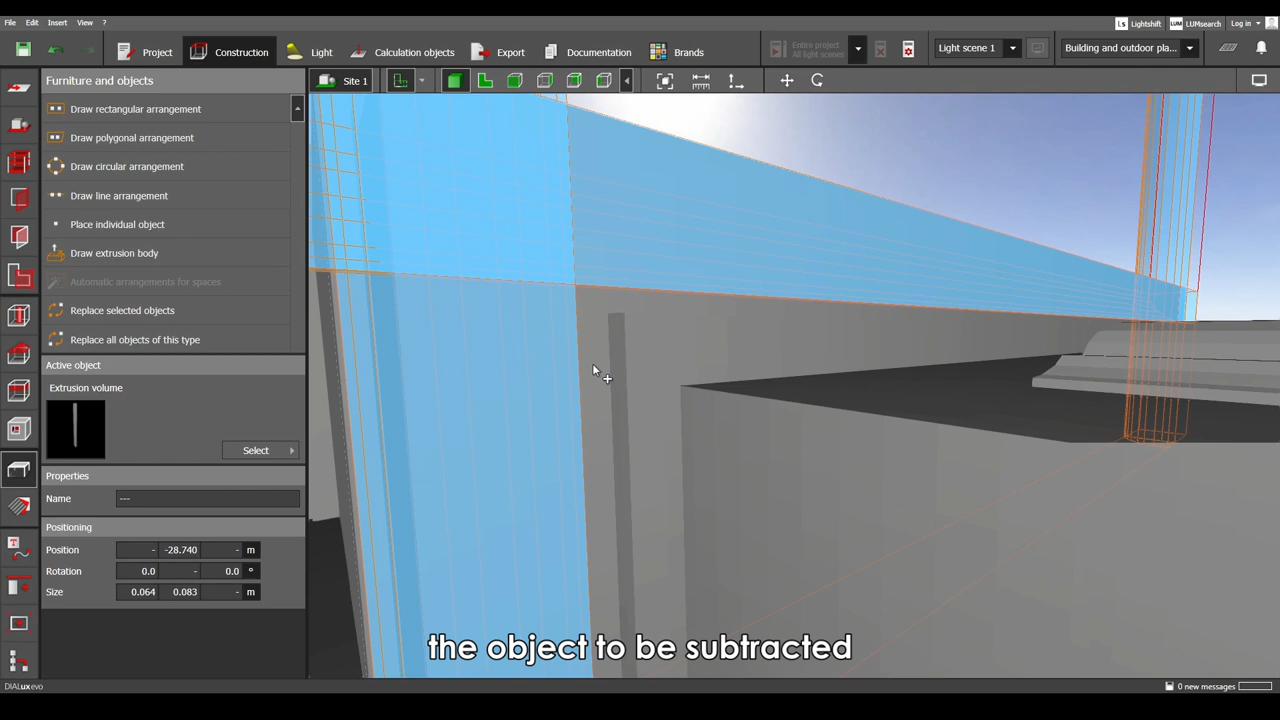 File Edit Insert View ?
Ls Lightshift LUM LUMsearch Log in
Project Construction Light Calculation objects Export Documentation Brands Entire project All light scenes Light scene 1 Building and outdoor pla...
Furniture and objects Site 1
Draw rectangular arrangement
Draw polygonal arrangement
Draw circular arrangement
Draw line arrangement
Place individual object
Draw extrusion body
Automatic arrangements for spaces
Replace selected objects
Replace all objects of this type
Active object
Extrusion volume
Select
Properties
Name ---
Positioning
Position - -28.740 - m
Rotation 0.0 - 0.0 °
Size 0.064 0.083 - m
the object to be subtracted
DIALux evo 0 new messages